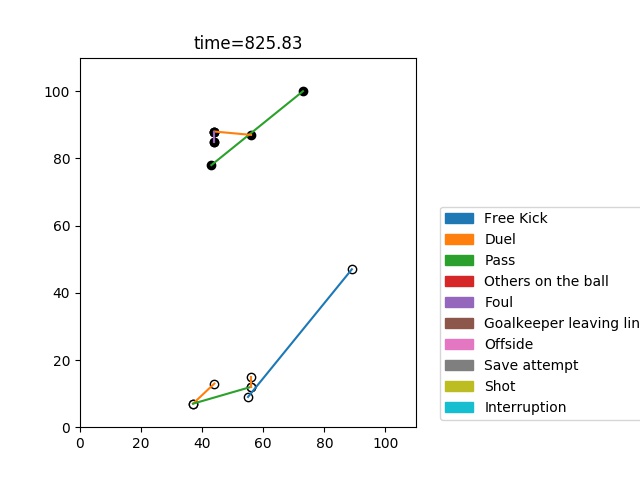 time=825.83
100
80
60
40
20
0
0 20 40 60 80 100
Free Kick
Duel
Pass
Others on the ball
Foul
Goalkeeper leaving lin
Offside
Save attempt
Shot
Interruption